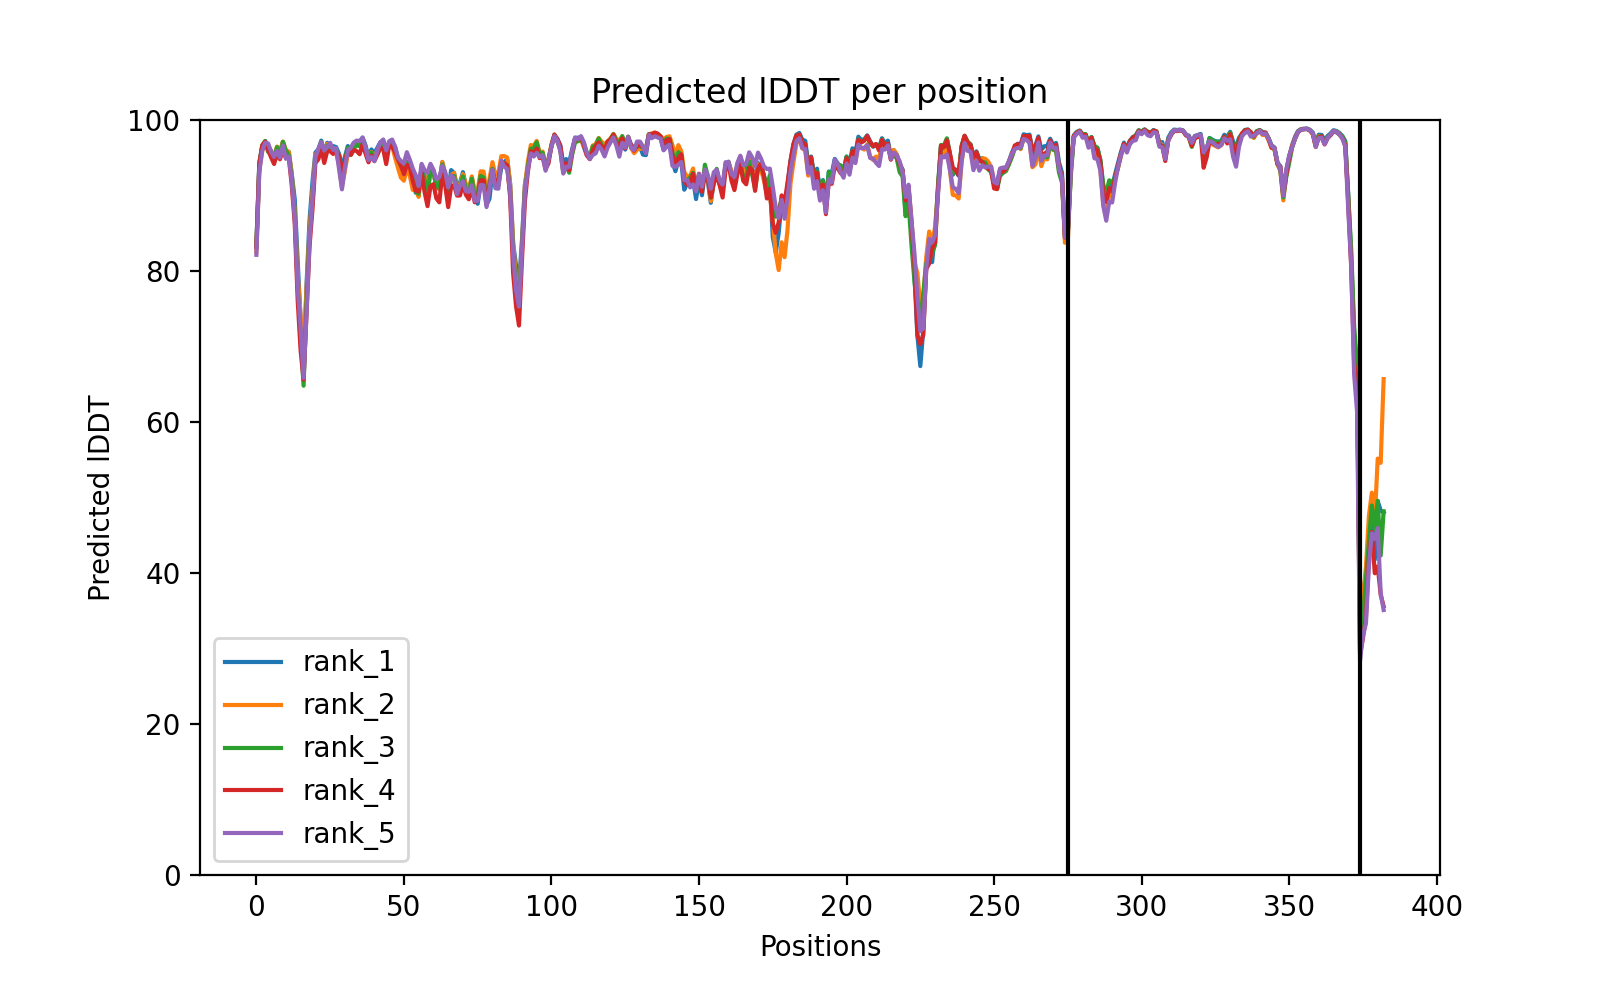 Predicted lDDT per position
100
80
60
40
20
0
Predicted lDDT
rank_1
rank_2
rank_3
rank_4
rank_5
0 50 100 150 200 250 300 350 400
Positions